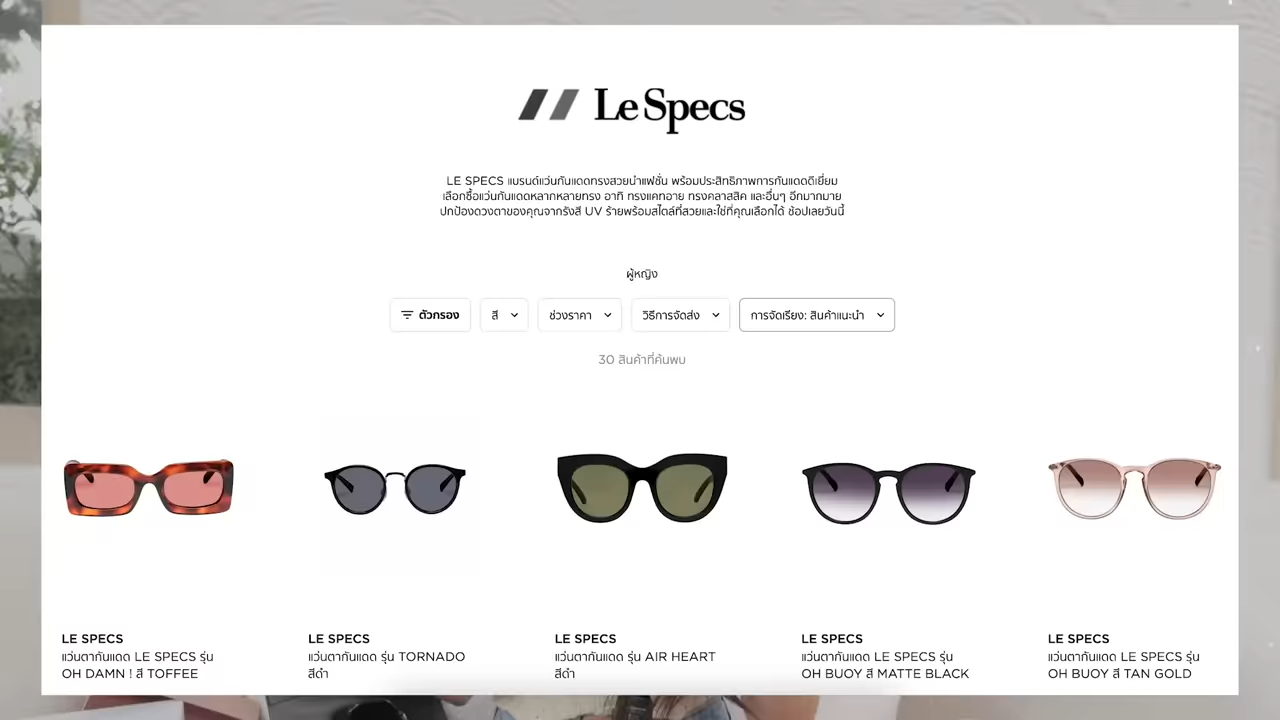 Le Specs
LE SPECS แบรนด์แว่นกันแดดทรงสวยนำแฟชั่น พร้อมประสิทธิภาพการกันแดดดีเยี่ยม
เลือกซื้อแว่นกันแดดหลากหลายทรง อาทิ ทรงแคทอาย ทรงคลาสสิค และอื่นๆ อีกมากมาย
ปกป้องดวงตาของคุณจากรังสี UV ร้ายพร้อมสไตล์ที่สวยและใช่ที่คุณเลือกได้ ช้อปเลยวันนี้
ผู้หญิง
ตัวกรอง
สี
ช่วงราคา
วิธีการจัดส่ง
การจัดเรียง: สินค้าแนะนำ
30 สินค้าที่ค้นพบ
LE SPECS
แว่นตากันแดด LE SPECS รุ่น
OH DAMN ! สี TOFFEE
LE SPECS
แว่นตากันแดด รุ่น TORNADO
สีดำ
LE SPECS
แว่นตากันแดด รุ่น AIR HEART
สีดำ
LE SPECS
แว่นตากันแดด LE SPECS รุ่น
OH BUOY สี MATTE BLACK
LE SPECS
แว่นตากันแดด LE SPECS รุ่น
OH BUOY สี TAN GOLD